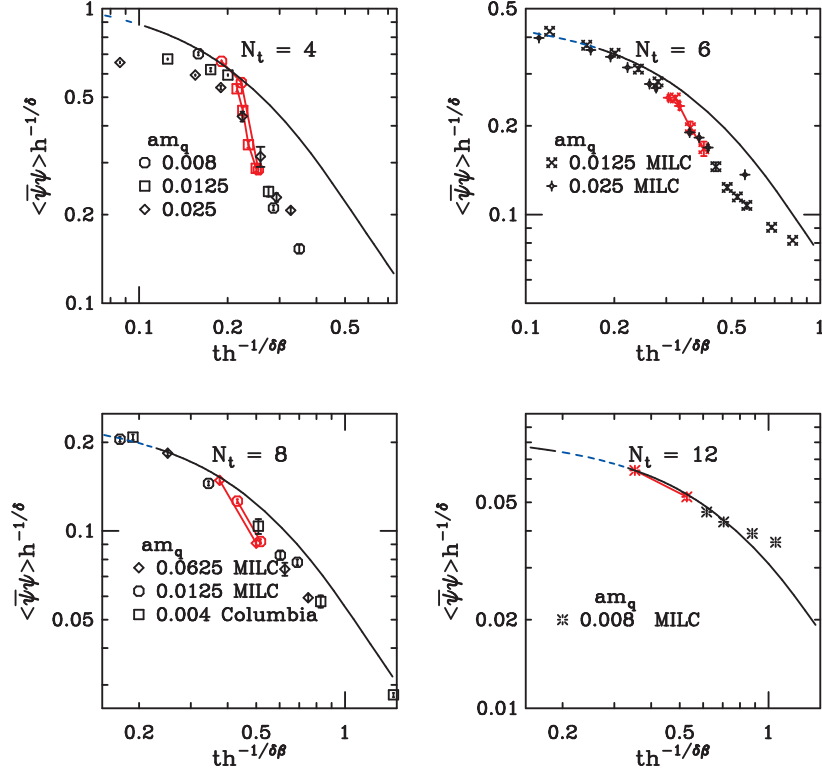 1
0.5
0.2
0.1
<ψ̄ψ>h^-1/δ
N_t = 4
am_q
0.008
0.0125
0.025
0.1 0.2 0.5
th^-1/δβ
0.5
0.2
0.1
<ψ̄ψ>h^-1/δ
N_t = 6
am_q
0.0125 MILC
0.025 MILC
0.1 0.2 0.5 1
th^-1/δβ
0.2
0.1
0.05
<ψ̄ψ>h^-1/δ
N_t = 8
am_q
0.0625 MILC
0.0125 MILC
0.004 Columbia
0.2 0.5 1
th^-1/δβ
0.05
0.02
0.01
<ψ̄ψ>h^-1/δ
N_t = 12
am_q
0.008 MILC
0.2 0.5 1
th^-1/δβ